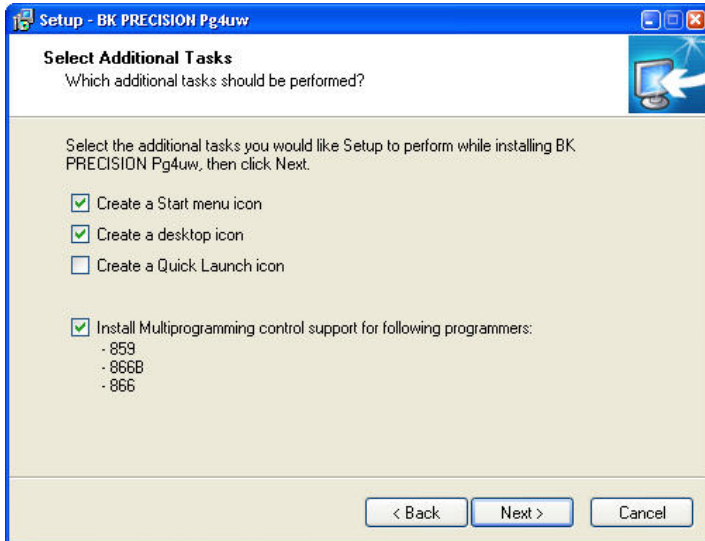 Setup - BK PRECISION Pg4uw
Select Additional Tasks
Which additional tasks should be performed?
Select the additional tasks you would like Setup to perform while installing BK
PRECISION Pg4uw, then click Next.
Create a Start menu icon
Create a desktop icon
Create a Quick Launch icon
Install Multiprogramming control support for following programmers:
- 859
- 866B
- 866
< Back
Next >
Cancel